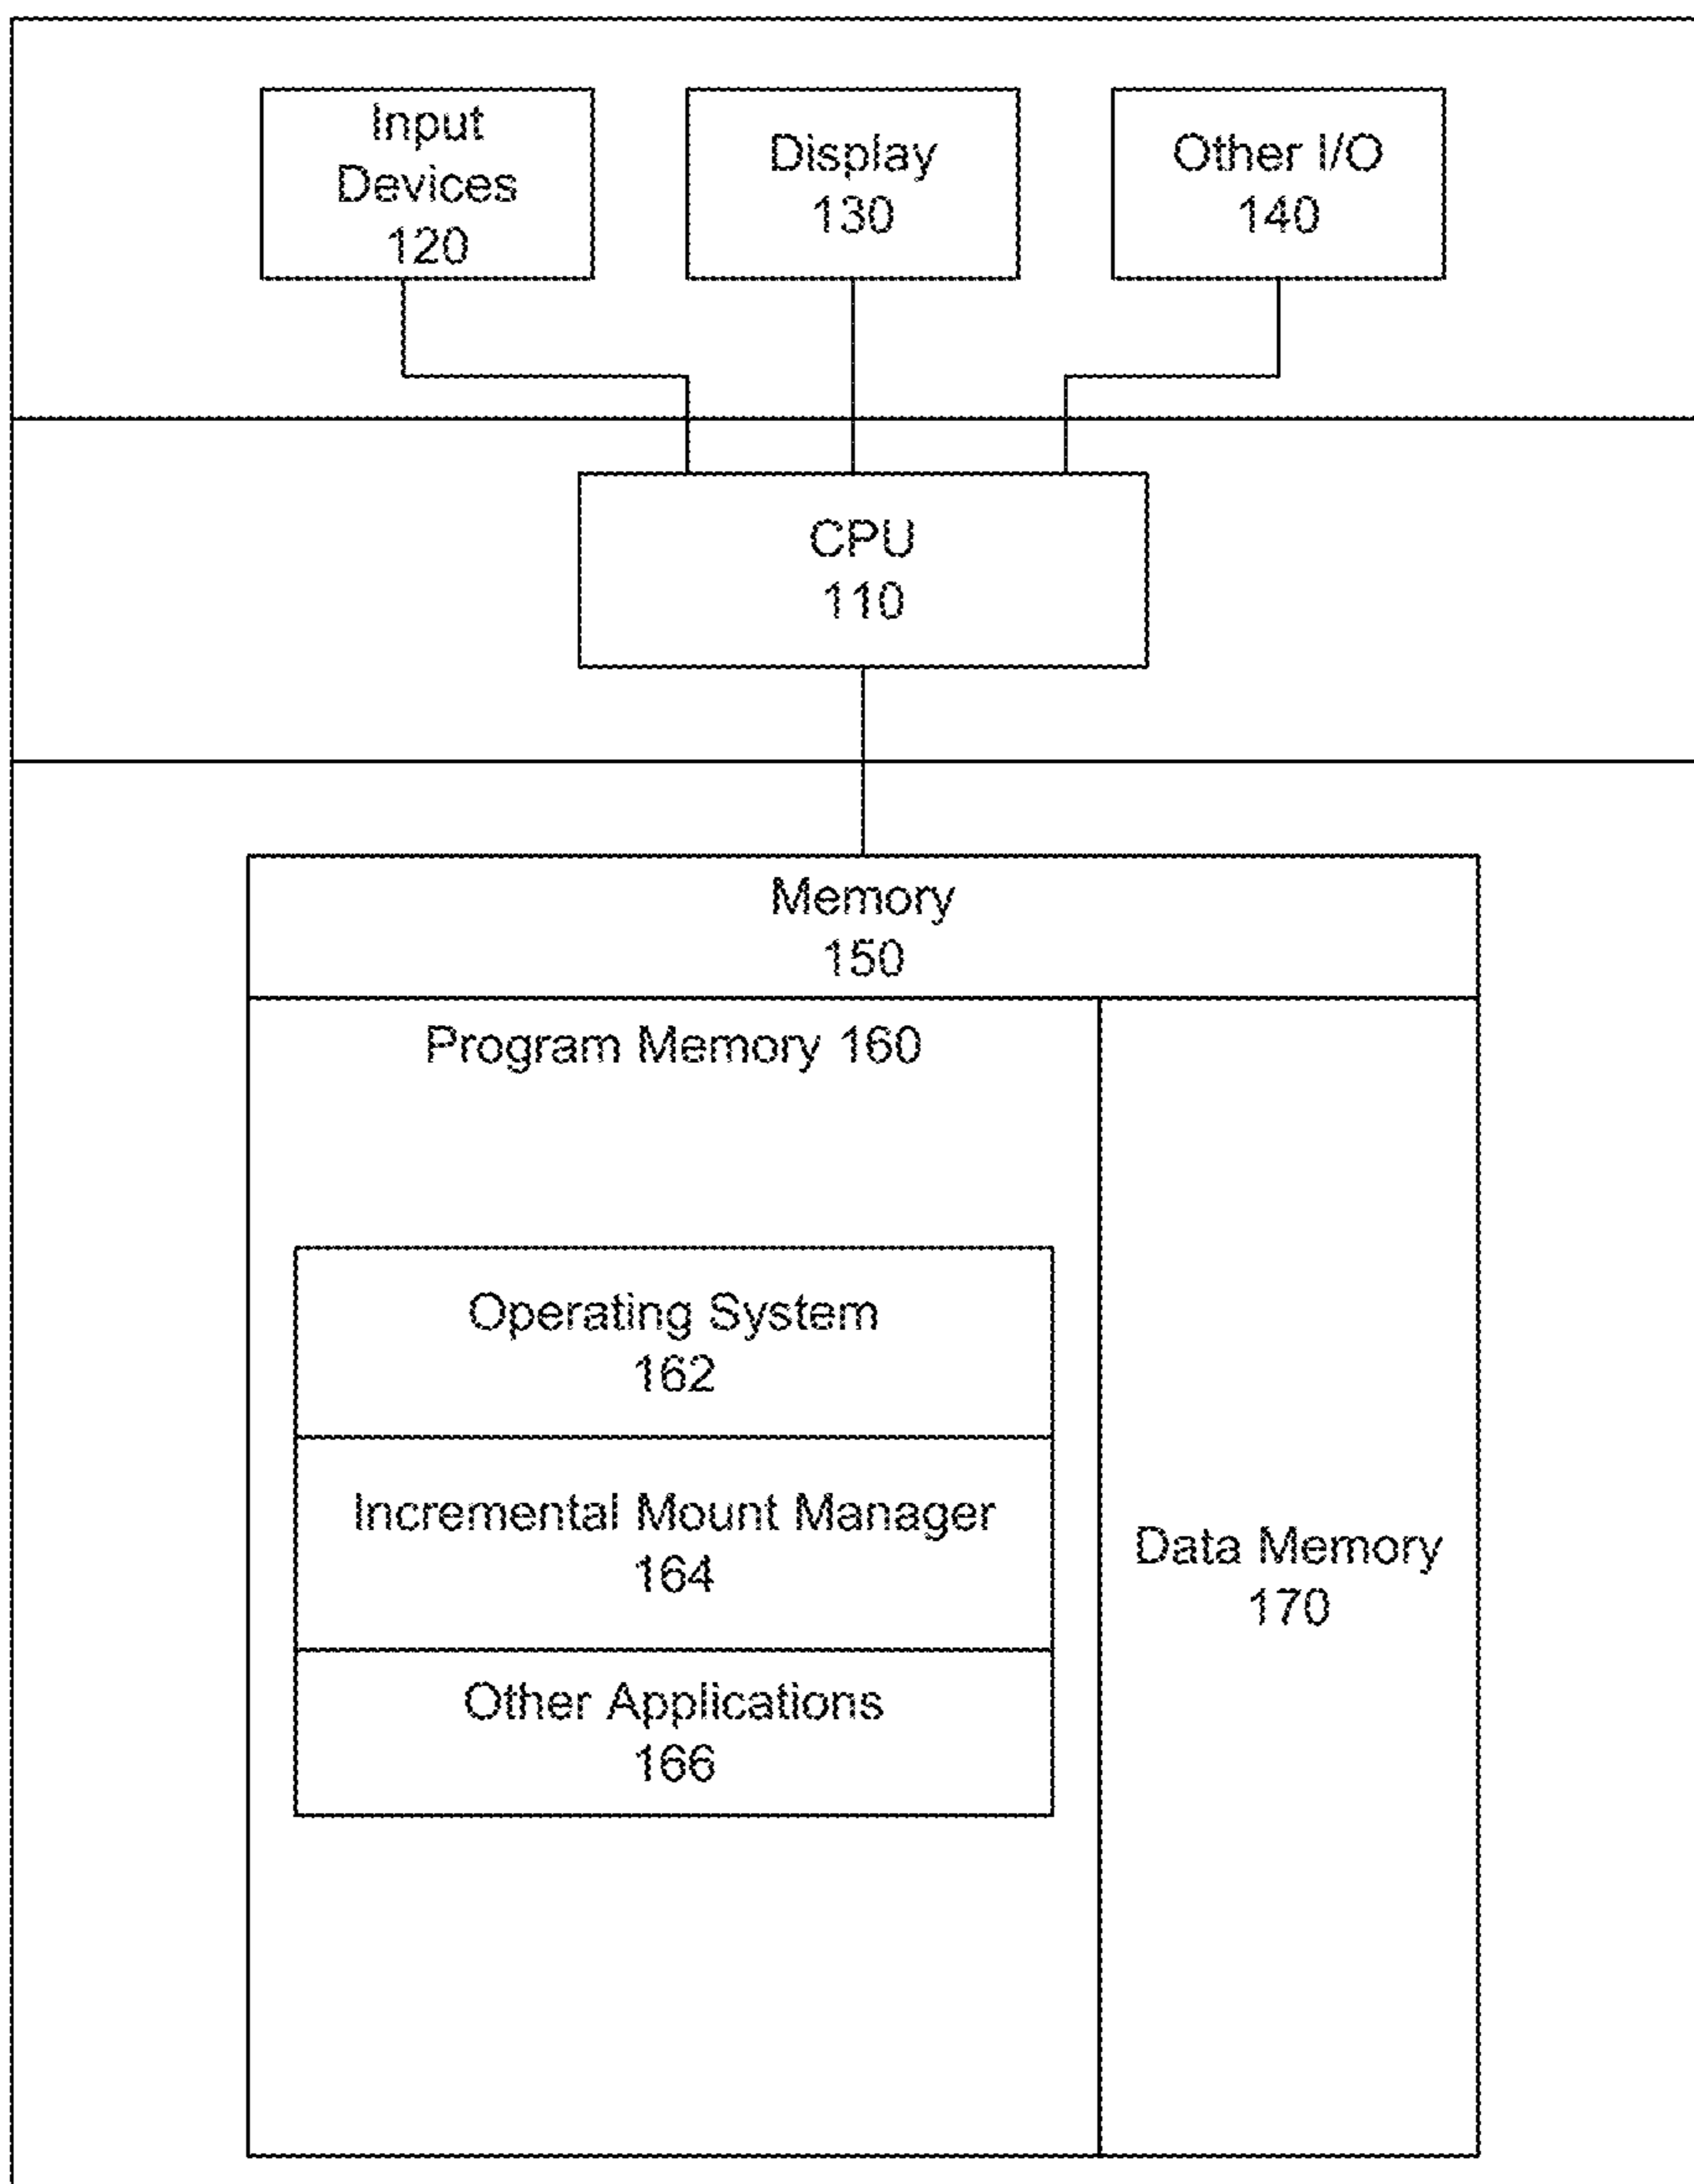 Input
Devices
120
Display
130
Other I/O
140
CPU
110
Memory
150
Program Memory 160
Operating System
162
Incremental Mount Manager
164
Other Applications
166
Data Memory
170